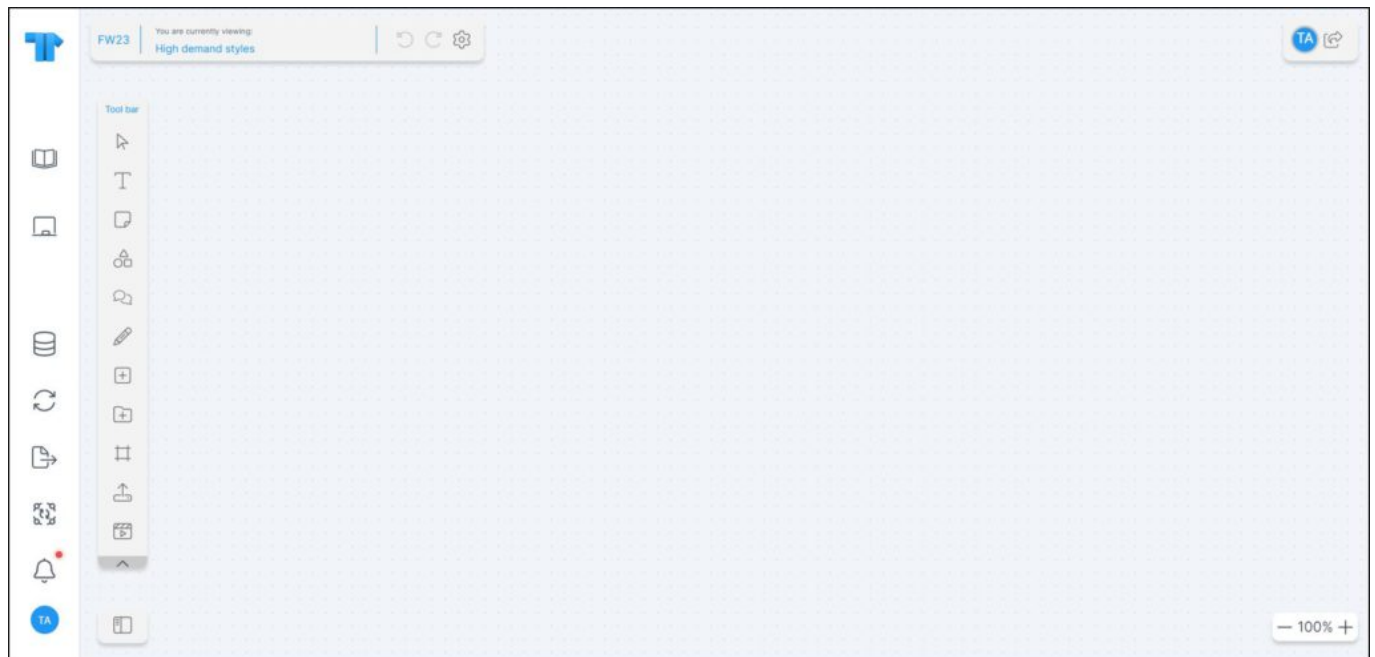 FW23
You are currently viewing:
High demand styles
TA
Tool bar
TA
100%